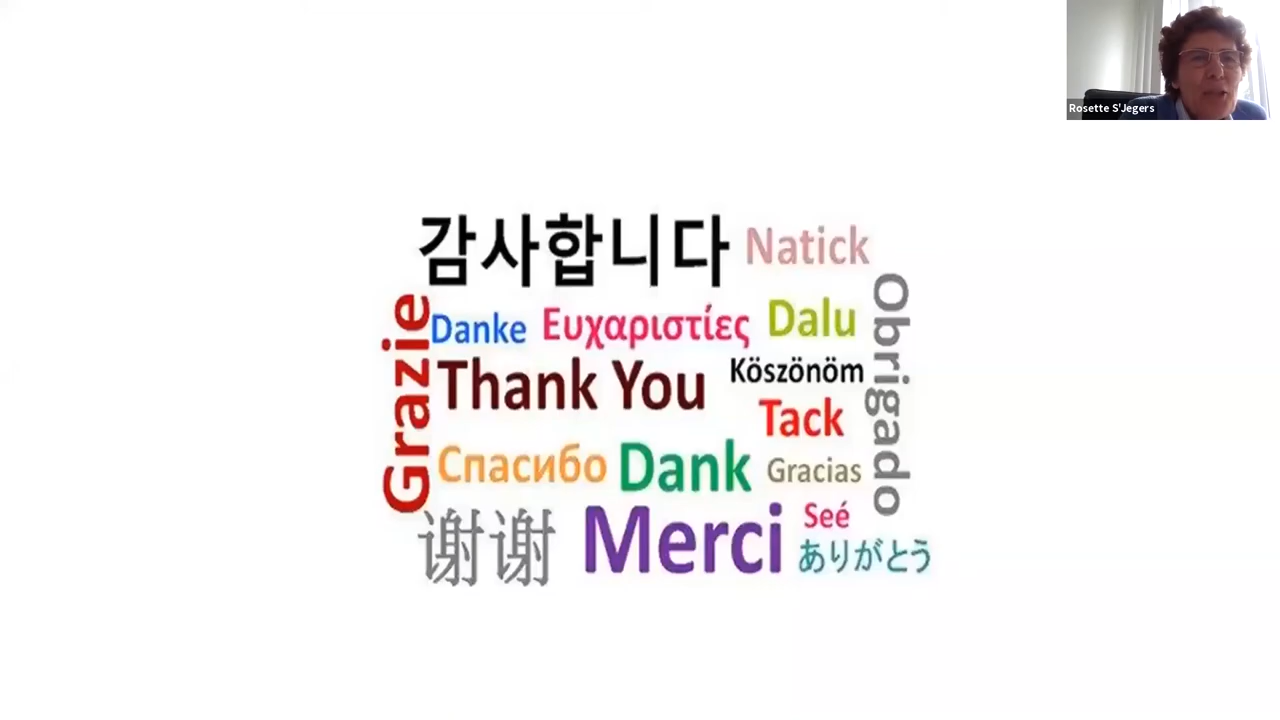 Rosette S'Jegers
감사합니다 Natick
Grazie
Danke Ευχαριστίες Dalu
Obrigado
Thank You Köszönöm
Tack
Спасибо Dank Gracias
谢谢 Merci Seé
ありがとう